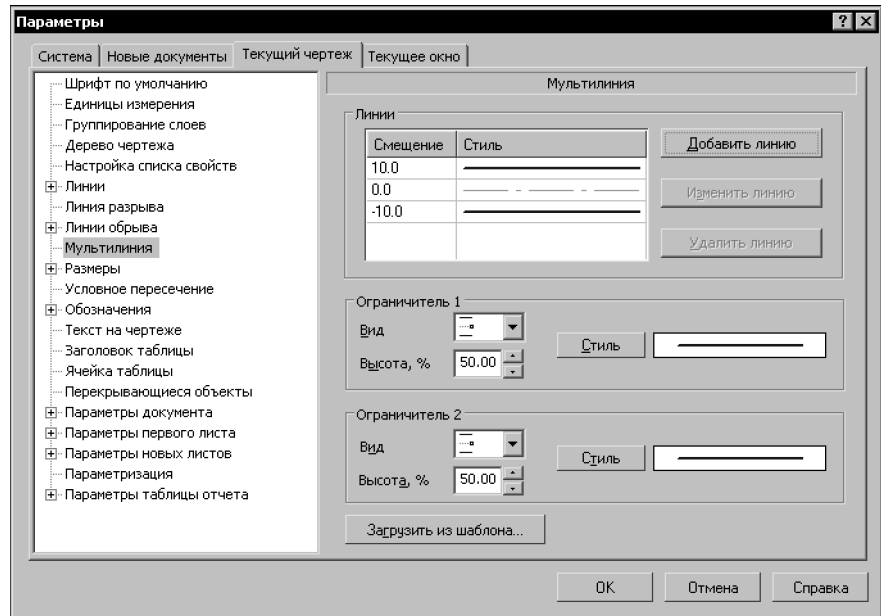 Параметры
Система Новые документы Текущий чертеж Текущее окно
Шрифт по умолчанию
Единицы измерения
Группирование слоев
Дерево чертежа
Настройка списка свойств
Линии
Линия разрыва
Линии обрыва
Мультилиния
Размеры
Условное пересечение
Обозначения
Текст на чертеже
Заголовок таблицы
Ячейка таблицы
Перекрывающиеся объекты
Параметры документа
Параметры первого листа
Параметры новых листов
Параметризация
Параметры таблицы отчета
Мультилиния
Линии
Смещение Стиль
10.0
0.0
-10.0
Добавить линию
Изменить линию
Удалить линию
Ограничитель 1
Вид
Высота, % 50.00
Стиль
Ограничитель 2
Вид
Высота, % 50.00
Стиль
Загрузить из шаблона...
OK Отмена Справка